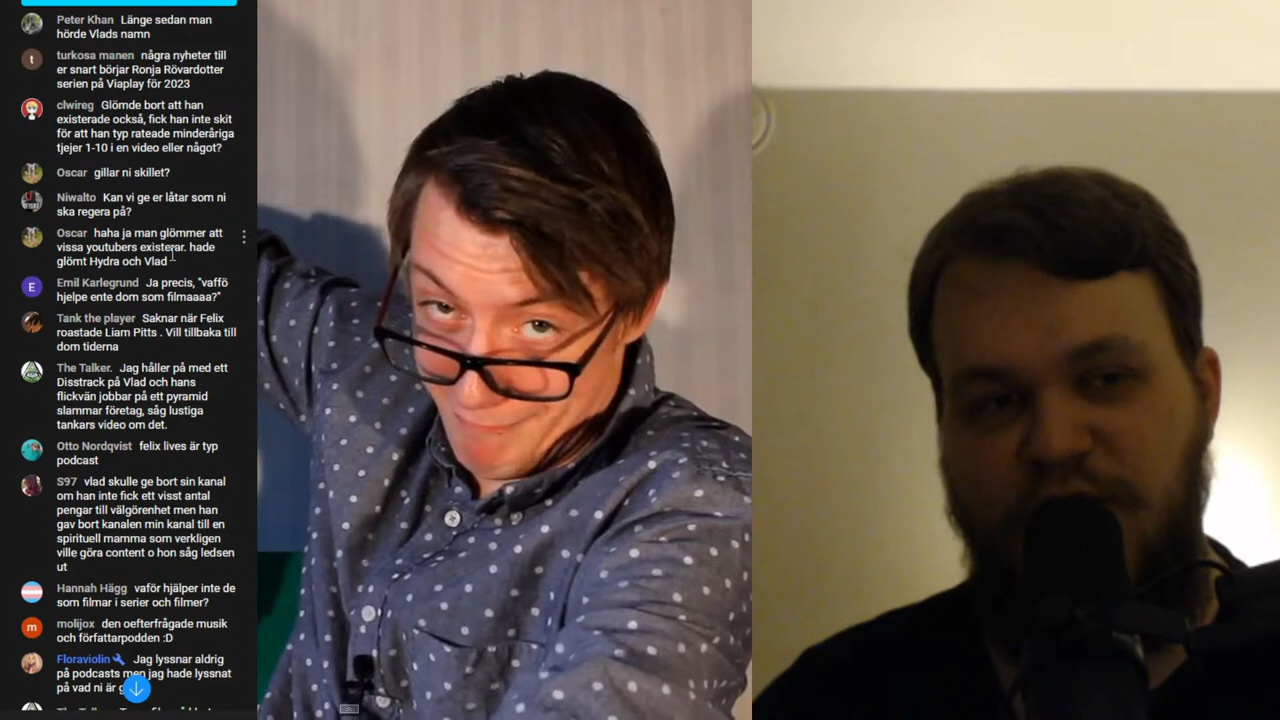 Peter Khan Länge sedan man
hörde Vlads namn
t turkosa manen några nyheter till
er snart börjar Ronja Rövardotter
serien på Viaplay för 2023
clwireg Glömde bort att han
existerade också, fick han inte skit
för att han typ rateade minderåriga
tjejer 1-10 i en video eller något?
Oscar gillar ni skillet?
Niwalto Kan vi ge er låtar som ni
ska regera på?
Oscar haha ja man glömmer att
vissa youtubers existerar. hade
glömt Hydra och Vlad
E Emil Karlegrund Ja precis, "vaffö
hjelpe ente dom som filmaaaa?"
Tank the player Saknar när Felix
roastade Liam Pitts . Vill tillbaka till
dom tiderna
The Talker. Jag håller på med ett
Disstrack på Vlad och hans
flickvän jobbar på ett pyramid
slammar företag, såg lustiga
tankars video om det.
Otto Nordqvist felix lives är typ
podcast
S97 vlad skulle ge bort sin kanal
om han inte fick ett visst antal
pengar till välgörenhet men han
gav bort kanalen min kanal till en
spirituell mamma som verkligen
ville göra content o hon såg ledsen
ut
Hannah Hägg vaför hjälper inte de
som filmar i serier och filmer?
m molijox den oefterfrågade musik
och författarpodden :D
Floraviolin Jag lyssnar aldrig
på podcasts men jag hade lyssnat
på vad ni är